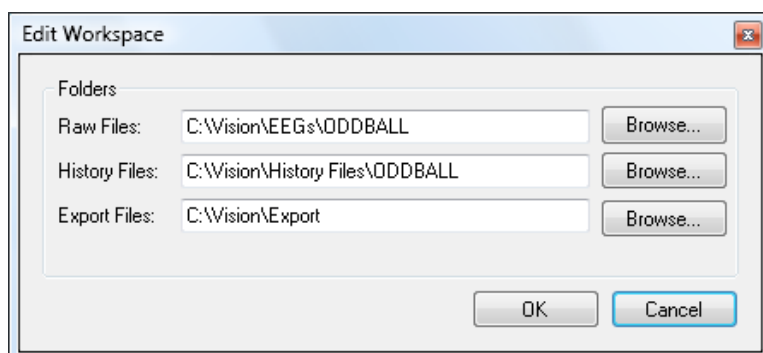 Edit Workspace
Folders
Raw Files: C:\Vision\EEGs\ODDBALL Browse...
History Files: C:\Vision\History Files\ODDBALL Browse...
Export Files: C:\Vision\Export Browse...
OK Cancel